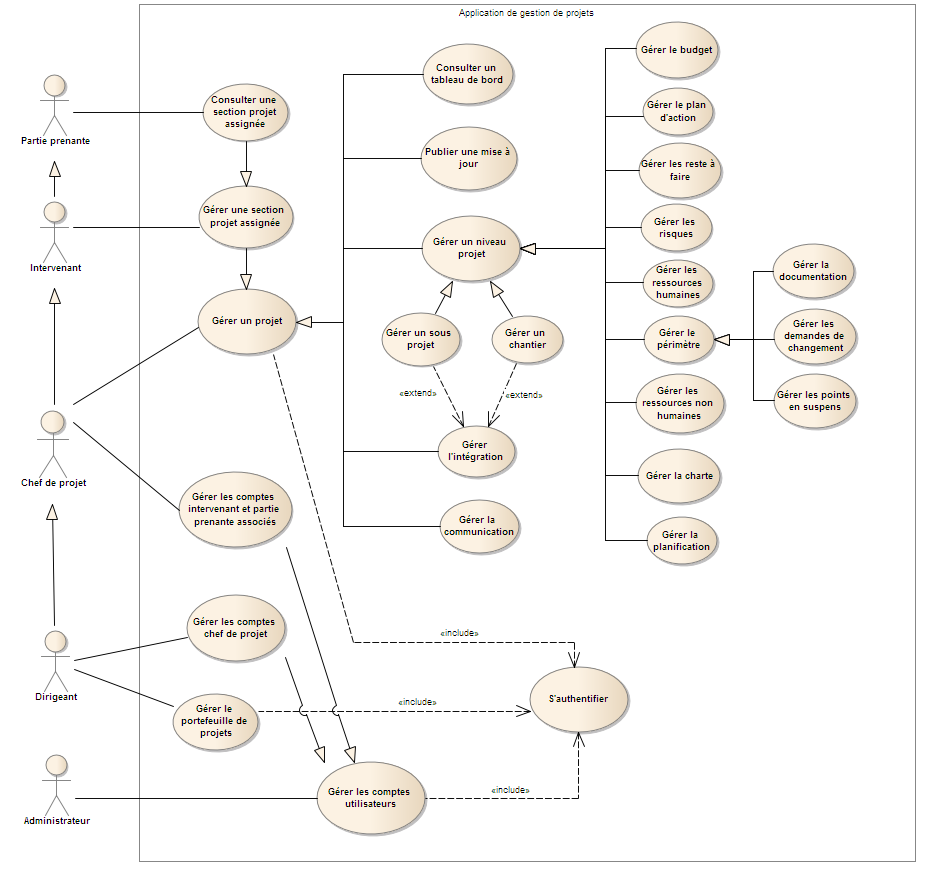 Application de gestion de projets
Partie prenante
Intervenant
Chef de projet
Dirigeant
Administrateur
Consulter une
section projet
assignée
Gérer une section
projet assignée
Gérer un projet
Gérer les comptes
intervenant et partie
prenante associés
Gérer les comptes
chef de projet
Gérer le
portefeuille de
projets
Gérer les comptes
utilisateurs
Consulter un
tableau de bord
Publier une mise à
jour
Gérer un niveau
projet
Gérer un sous
projet
Gérer un
chantier
«extend»
«extend»
Gérer
l'intégration
Gérer la
communication
«include»
«include»
«include»
S'authentifier
Gérer le budget
Gérer le plan
d'action
Gérer les reste à
faire
Gérer les
risques
Gérer les
ressources
humaines
Gérer le
périmètre
Gérer les
ressources non
humaines
Gérer la charte
Gérer la
planification
Gérer la
documentation
Gérer les
demandes de
changement
Gérer les points
en suspens